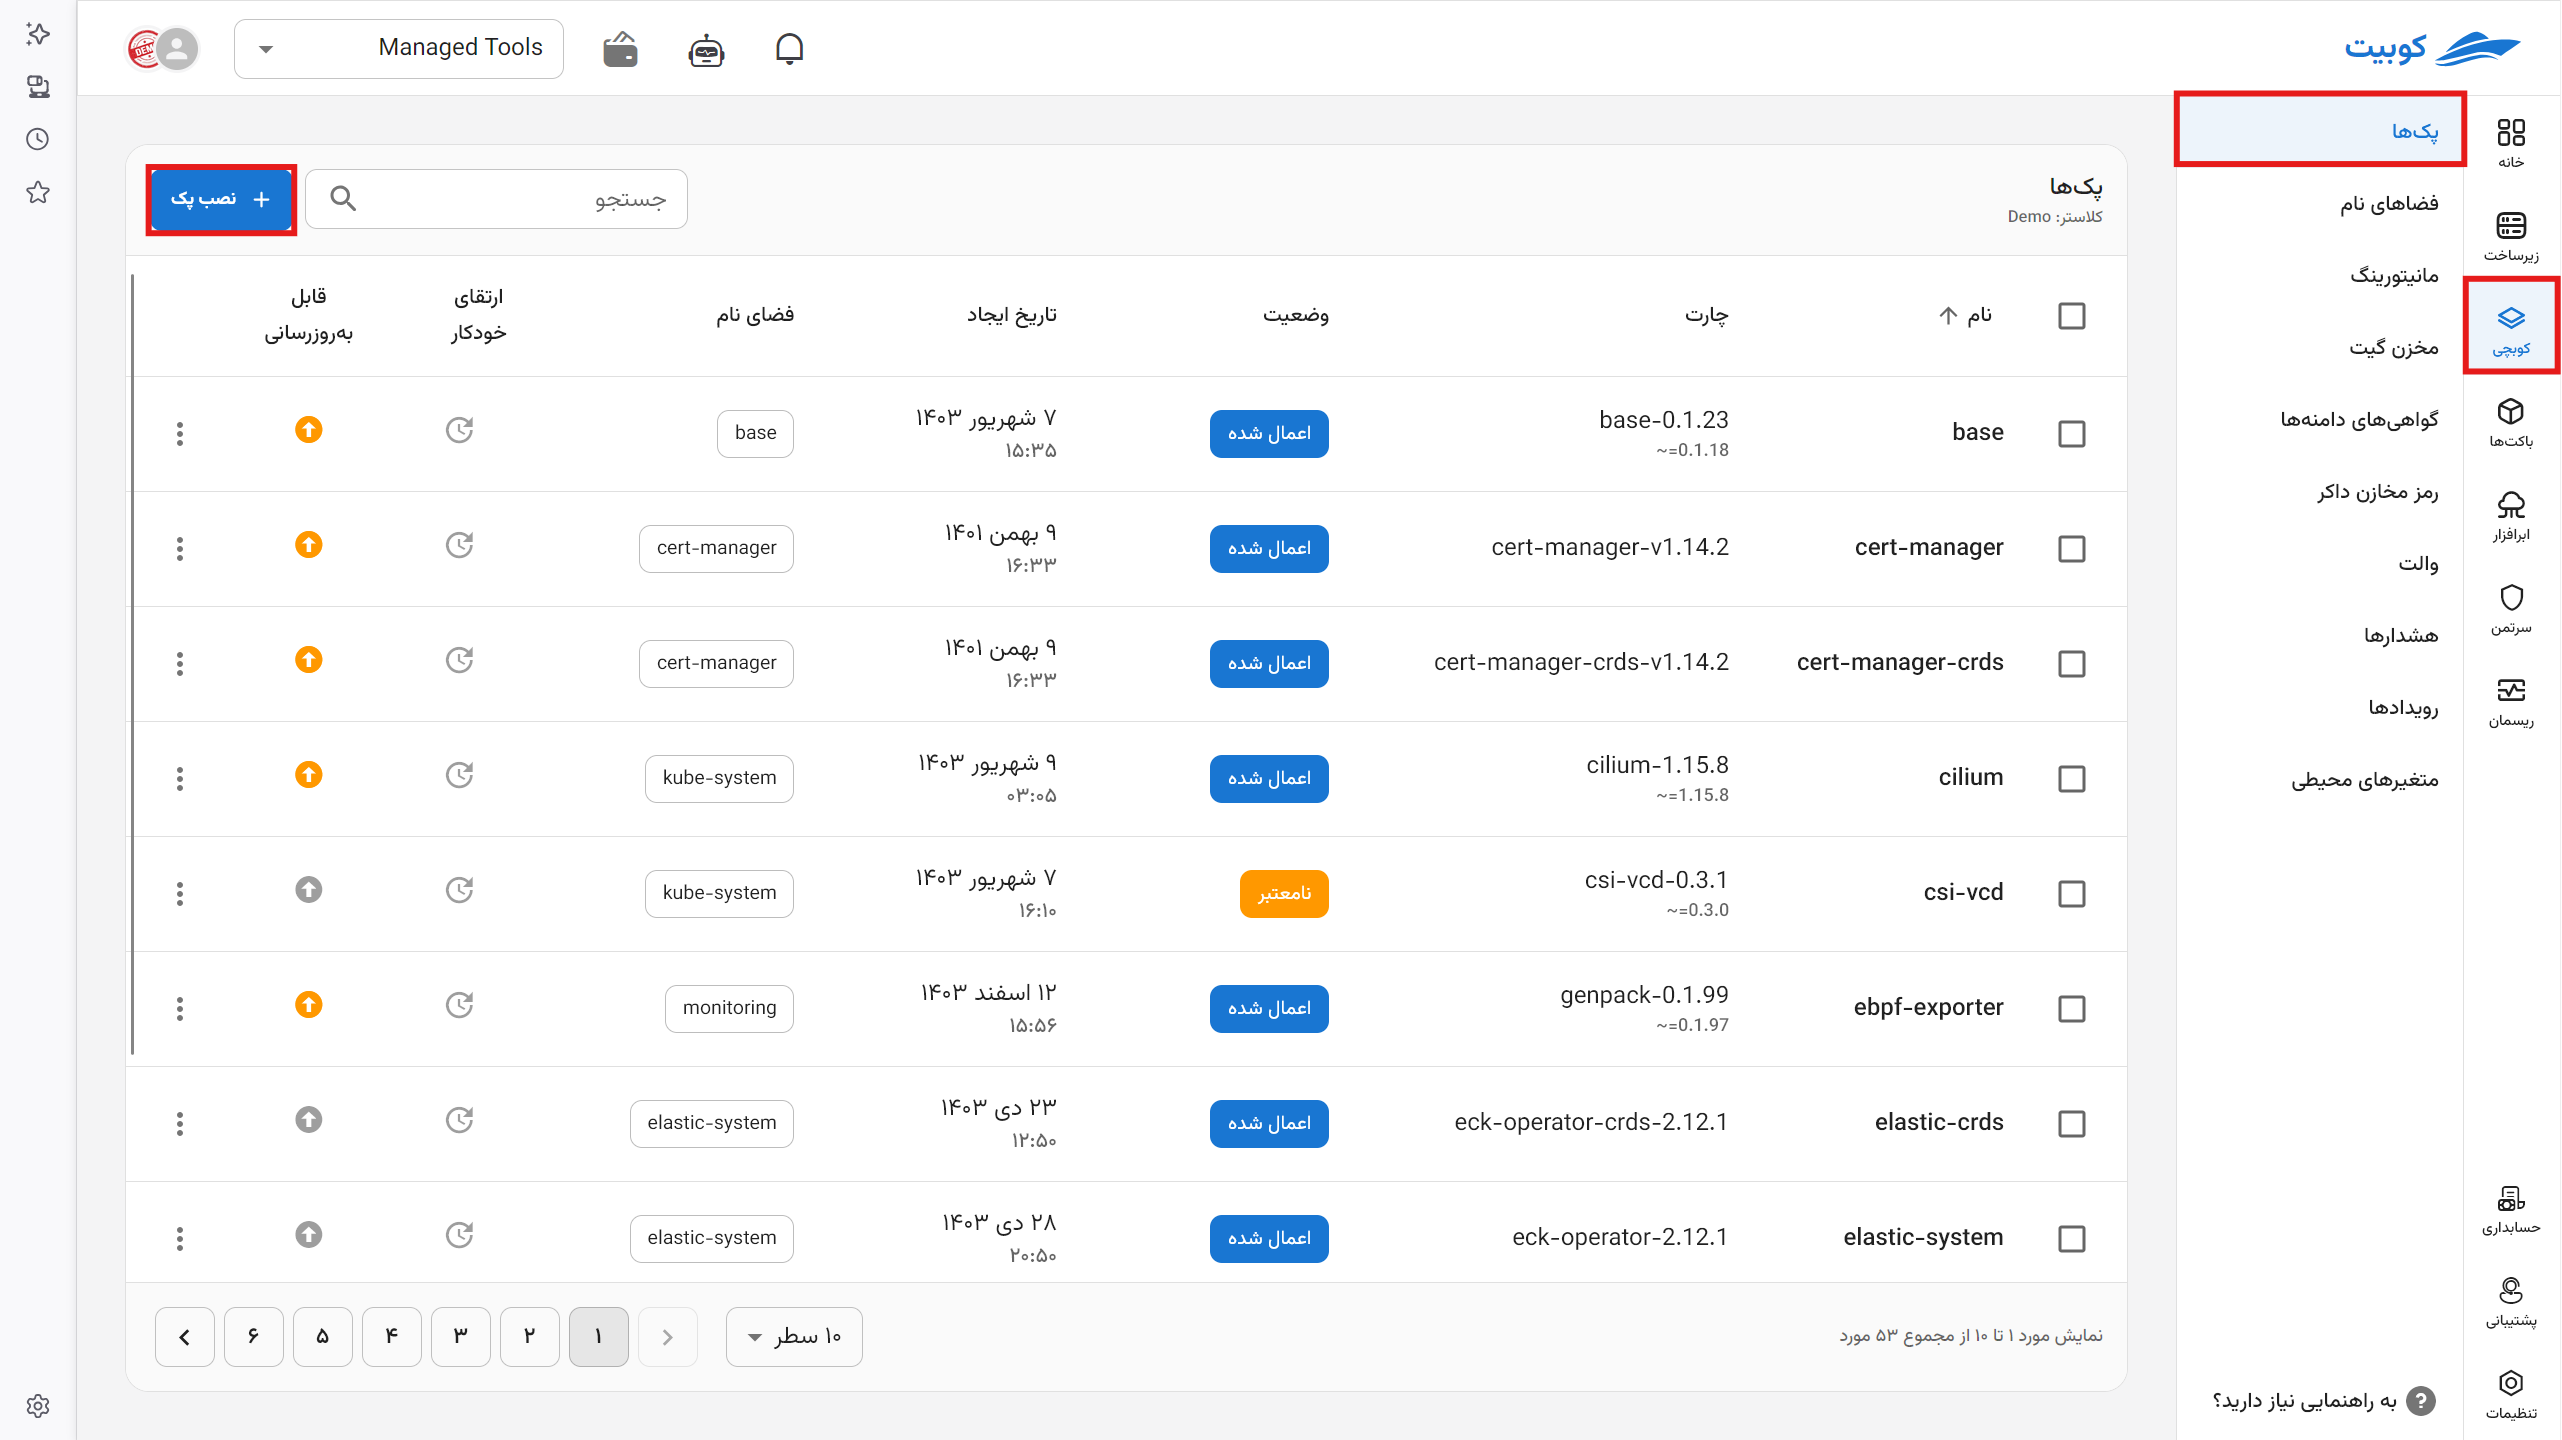 کوبیت
Managed Tools
خانه
زیرساخت
کوبچی
باکت‌ها
ابرافزار
سرتمن
ریسمان
حسابداری
پشتیبانی
تنظیمات
پک‌ها
فضاهای نام
مانیتورینگ
مخزن گیت
گواهی‌های دامنه‌ها
رمز مخازن داکر
والت
هشدارها
رویدادها
متغیرهای محیطی
به راهنمایی نیاز دارید؟
پک‌ها
کلاستر: Demo
جستجو
نصب پک
نام چارت وضعیت تاریخ ایجاد فضای نام ارتقای خودکار قابل به‌روزرسانی
base base-0.1.23 اعمال شده ۷ شهریور ۱۴۰۳ base
~=0.1.18 ۱۵:۳۵
cert-manager cert-manager-v1.14.2 اعمال شده ۹ بهمن ۱۴۰۱ cert-manager
۱۶:۳۳
cert-manager-crds cert-manager-crds-v1.14.2 اعمال شده ۹ بهمن ۱۴۰۱ cert-manager
۱۶:۳۳
cilium cilium-1.15.8 اعمال شده ۹ شهریور ۱۴۰۳ kube-system
~=1.15.8 ۰۳:۰۵
csi-vcd csi-vcd-0.3.1 نامعتبر ۷ شهریور ۱۴۰۳ kube-system
~=0.3.0 ۱۶:۱۰
ebpf-exporter genpack-0.1.99 اعمال شده ۱۲ اسفند ۱۴۰۳ monitoring
~=0.1.97 ۱۵:۵۶
elastic-crds eck-operator-crds-2.12.1 اعمال شده ۲۳ دی ۱۴۰۳ elastic-system
۱۲:۵۰
elastic-system eck-operator-2.12.1 اعمال شده ۲۸ دی ۱۴۰۳ elastic-system
۲۰:۵۰
نمایش مورد ۱ تا ۱۰ از مجموع ۵۳ مورد
۱۰ سطر
۱ ۲ ۳ ۴ ۵ ۶